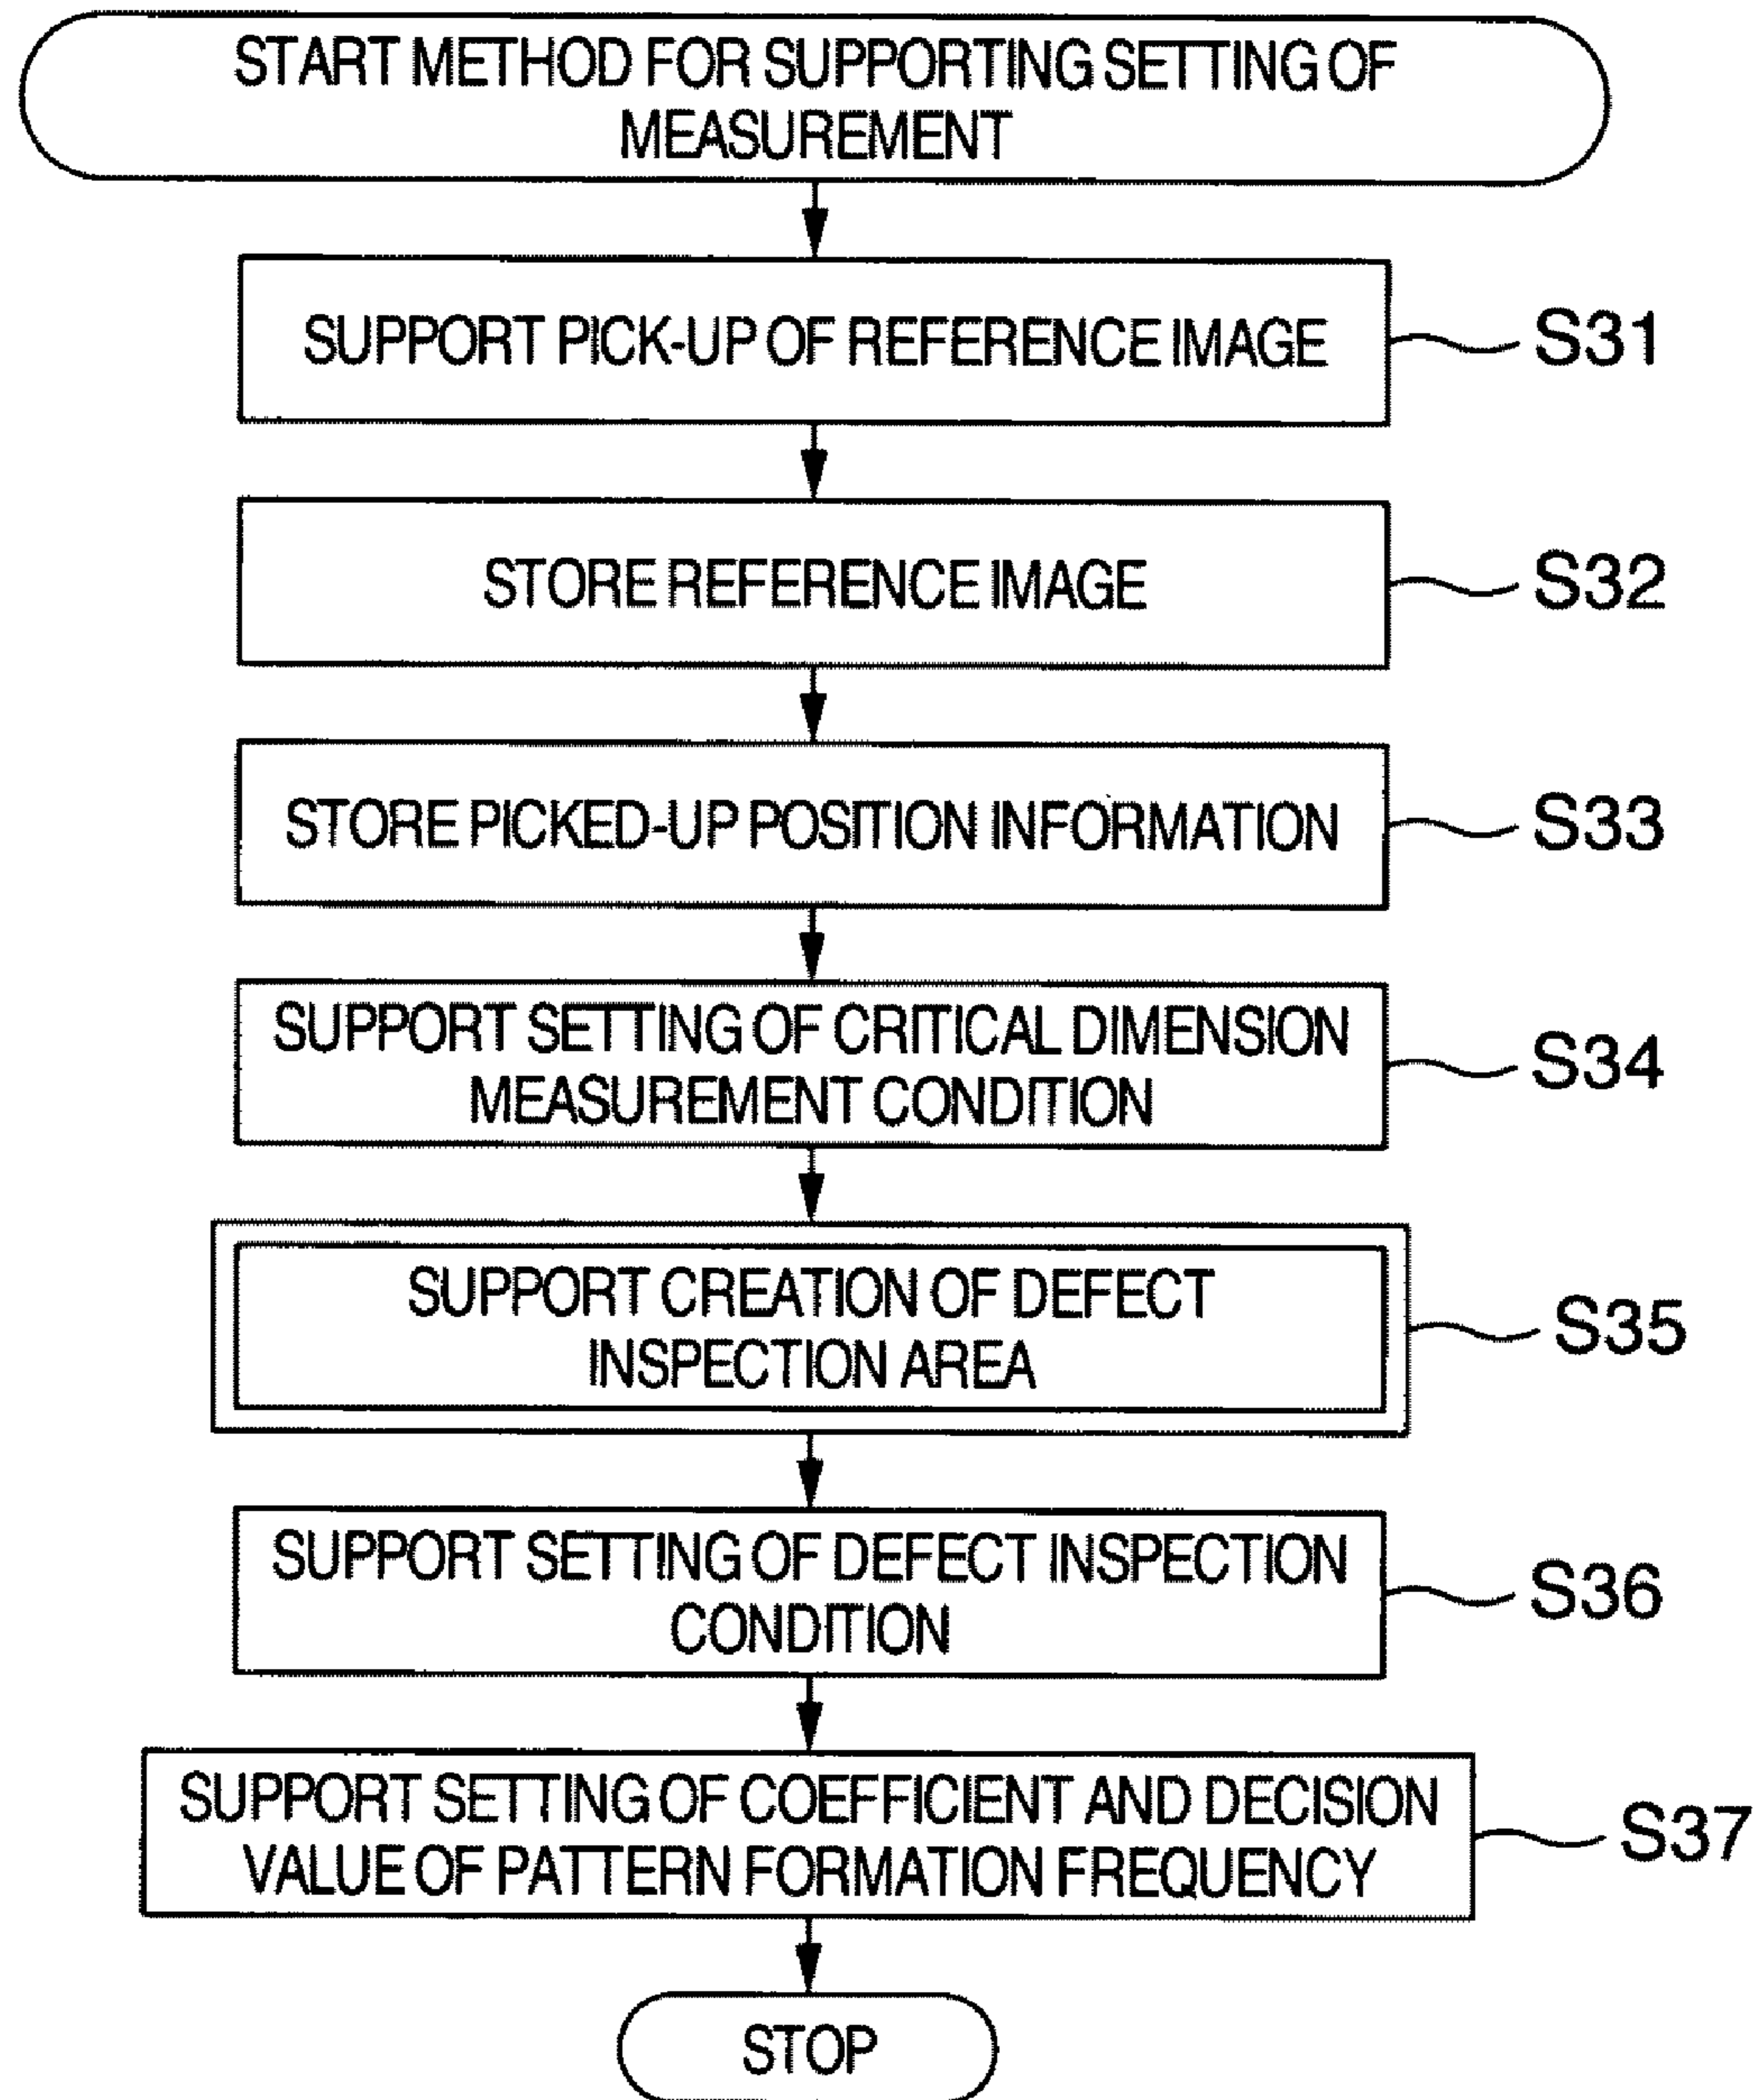 START METHOD FOR SUPPORTING SETTING OF
MEASUREMENT
SUPPORT PICK-UP OF REFERENCE IMAGE
S31
STORE REFERENCE IMAGE
S32
STORE PICKED-UP POSITION INFORMATION
S33
SUPPORT SETTING OF CRITICAL DIMENSION
MEASUREMENT CONDITION
S34
SUPPORT CREATION OF DEFECT
INSPECTION AREA
S35
SUPPORT SETTING OF DEFECT INSPECTION
CONDITION
S36
SUPPORT SETTING OF COEFFICIENT AND DECISION
VALUE OF PATTERN FORMATION FREQUENCY
S37
STOP